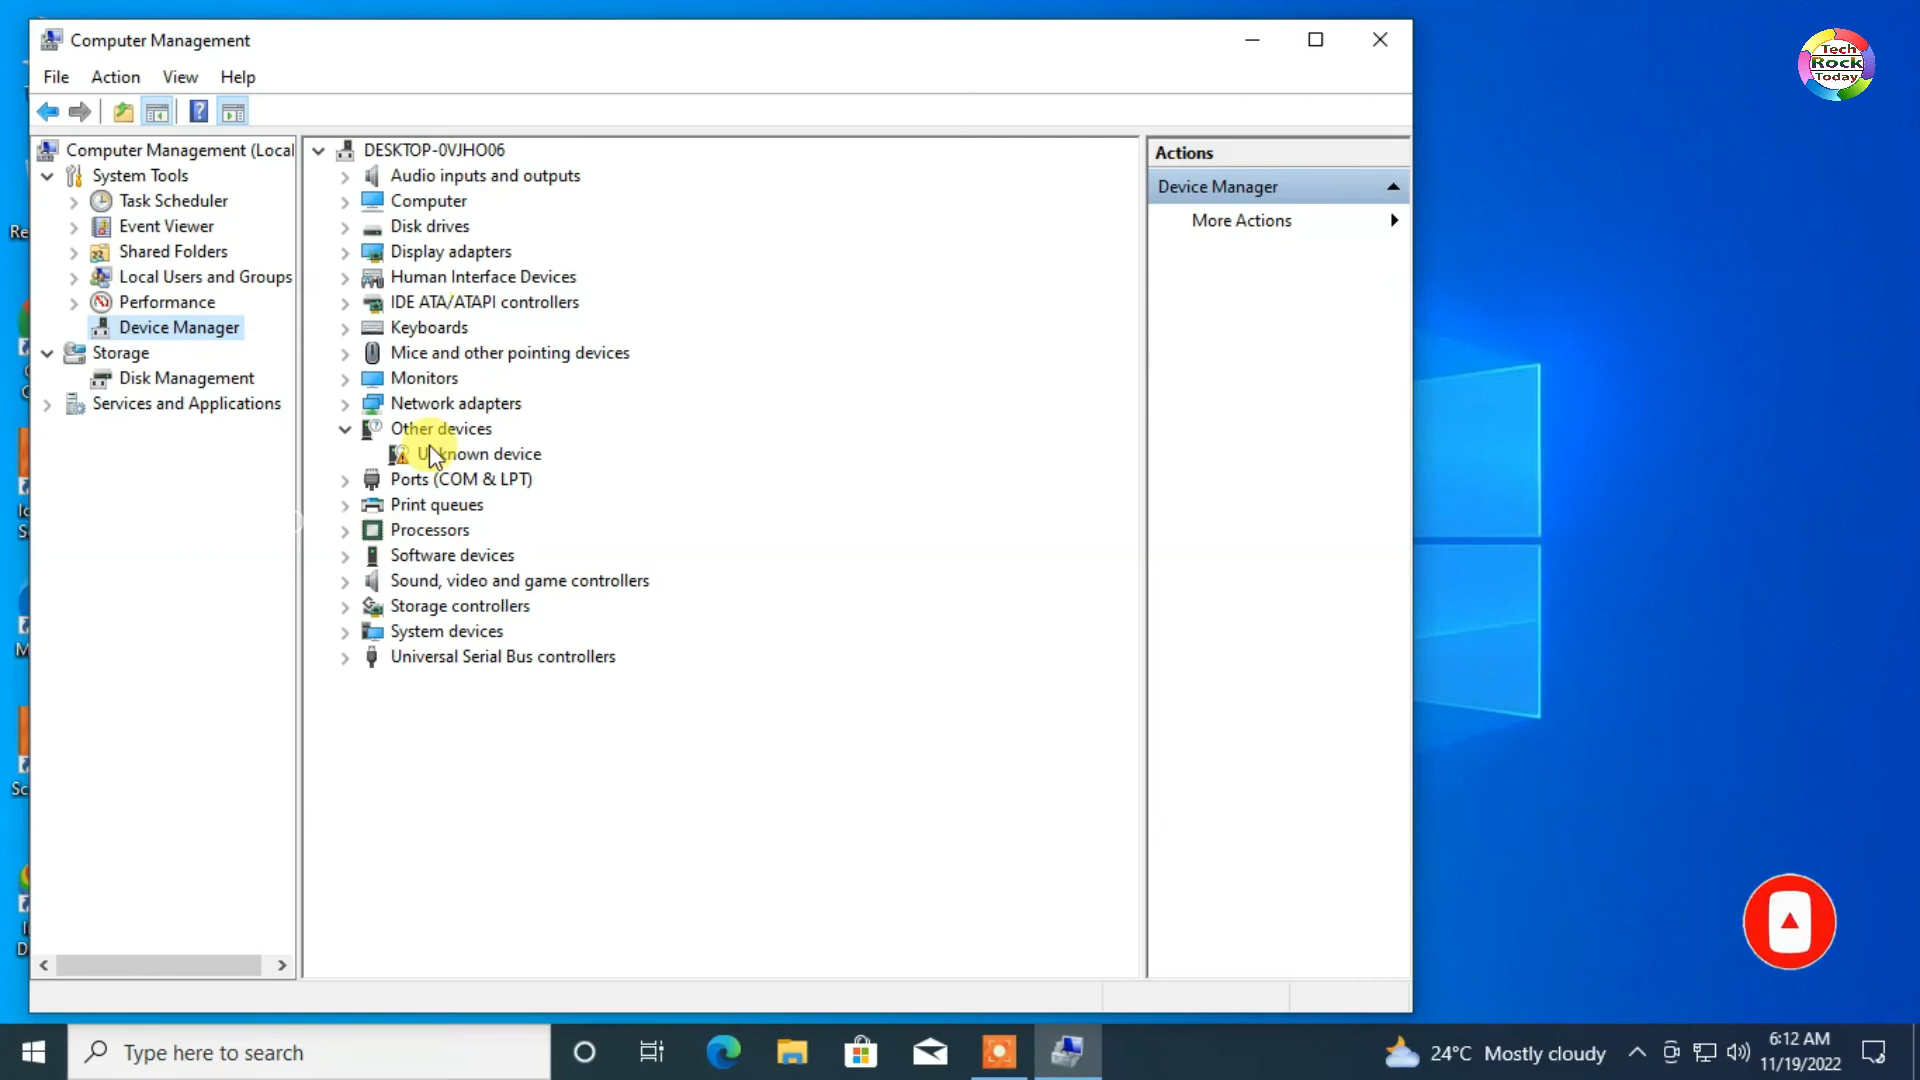 Computer Management
File Action View Help
Computer Management (Local
System Tools
Task Scheduler
Event Viewer
Shared Folders
Local Users and Groups
Performance
Device Manager
Storage
Disk Management
Services and Applications
DESKTOP-0VJHO06
Audio inputs and outputs
Computer
Disk drives
Display adapters
Human Interface Devices
IDE ATA/ATAPI controllers
Keyboards
Mice and other pointing devices
Monitors
Network adapters
Other devices
Unknown device
Ports (COM & LPT)
Print queues
Processors
Software devices
Sound, video and game controllers
Storage controllers
System devices
Universal Serial Bus controllers
Actions
Device Manager
More Actions
Tech
Rock
Today
Type here to search
24°C Mostly cloudy
6:12 AM
11/19/2022